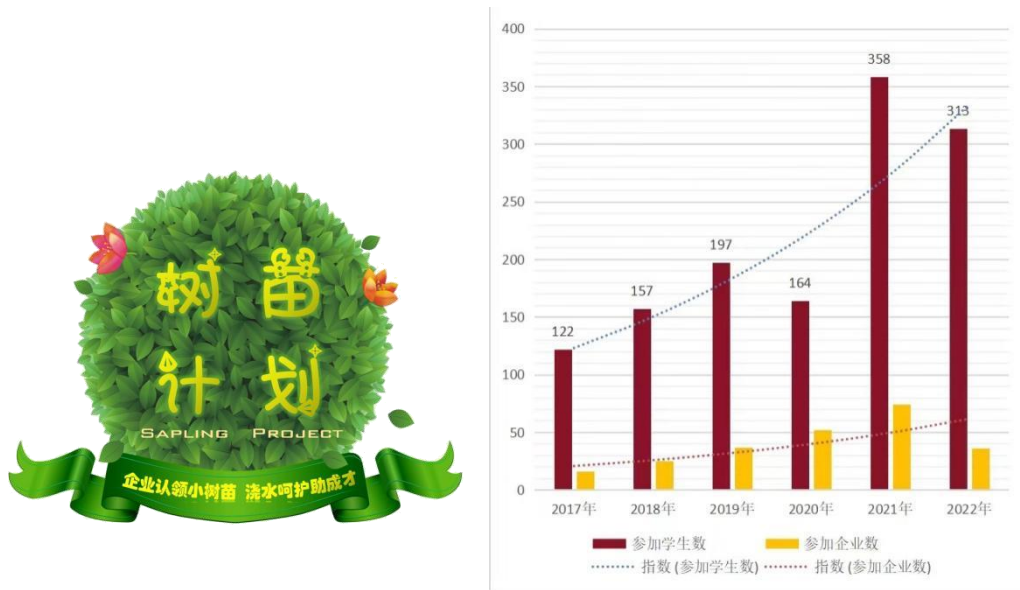 树苗
计划
SAPLING PROJECT
企业认领小树苗 浇水呵护助成才
400
350
300
250
200
150
100
50
0
122
157
197
164
358
313
2017年
2018年
2019年
2020年
2021年
2022年
参加学生数
参加企业数
指数 (参加学生数)
指数 (参加企业数)